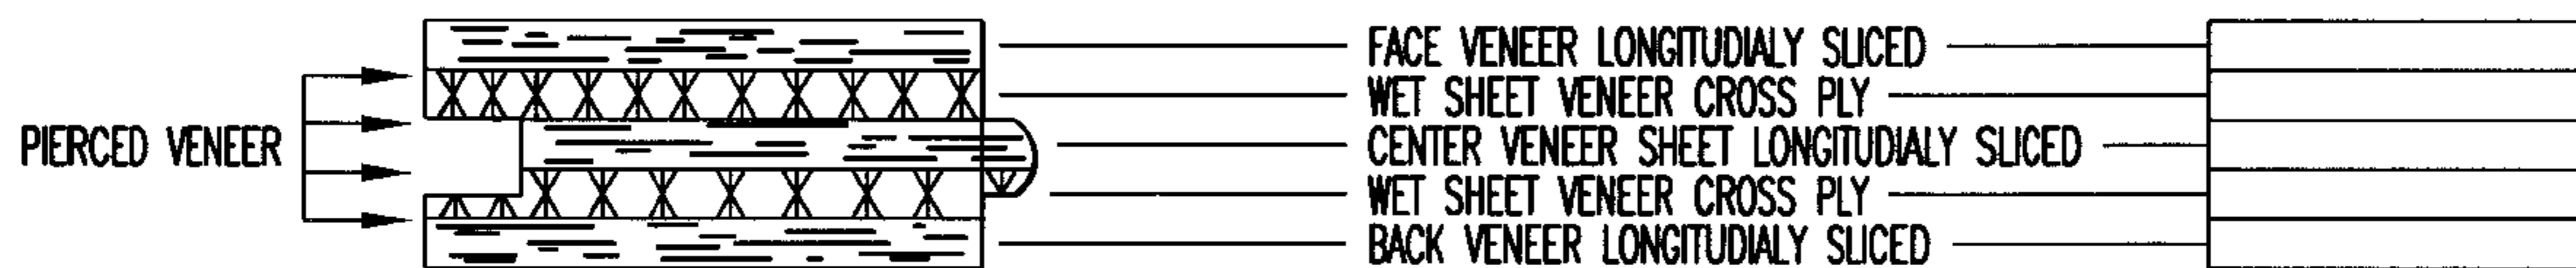 FACE VENEER LONGITUDIALY SLICED
WET SHEET VENEER CROSS PLY
PIERCED VENEER
CENTER VENEER SHEET LONGITUDIALY SLICED
WET SHEET VENEER CROSS PLY
BACK VENEER LONGITUDIALY SLICED